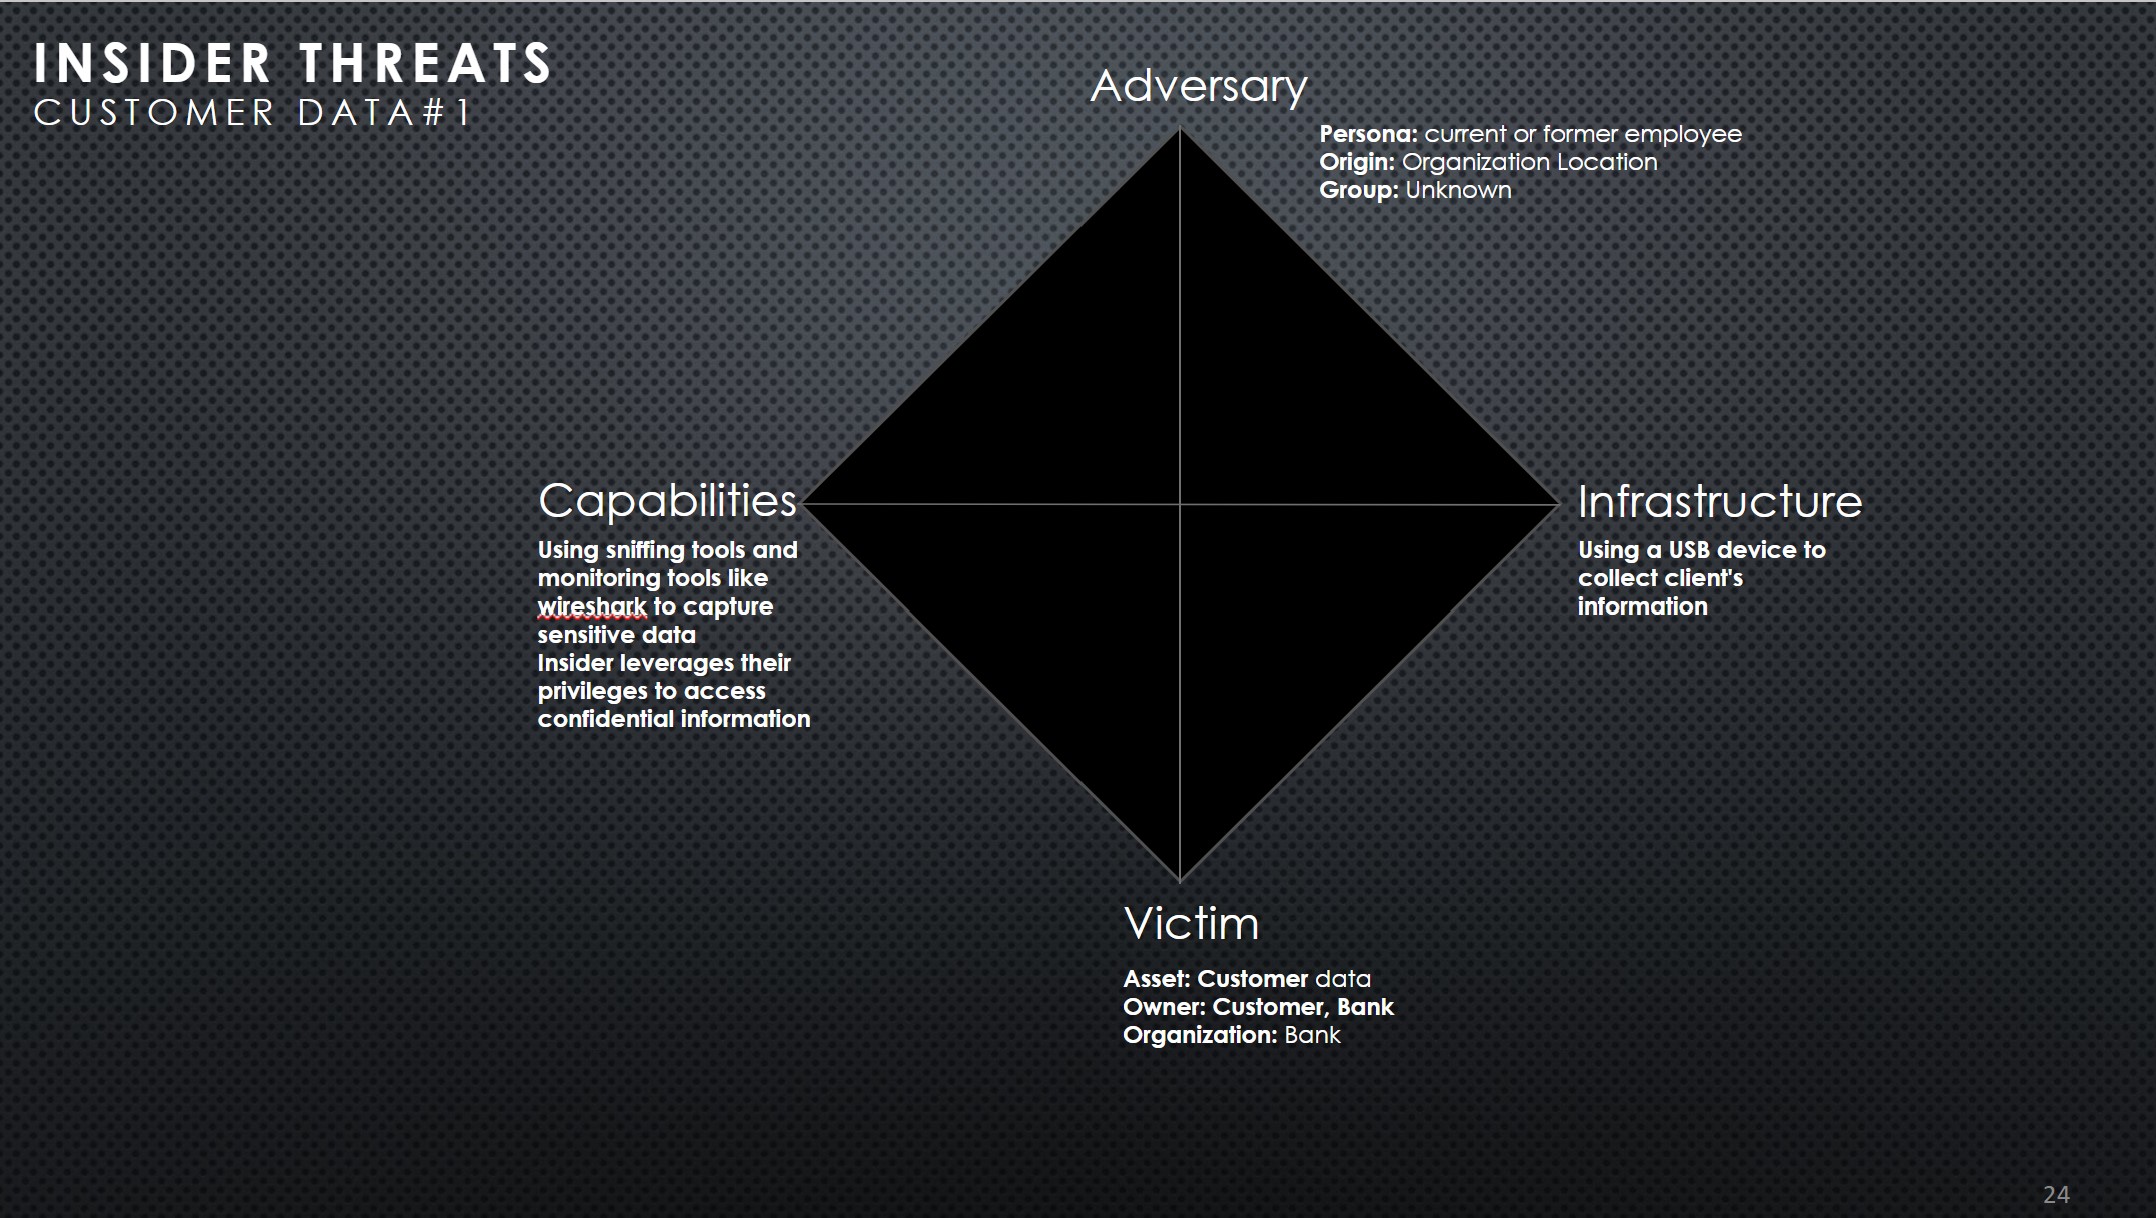 INSIDER THREATS
CUSTOMER DATA#1
Adversary
Persona: current or former employee
Origin: Organization Location
Group: Unknown
Capabilities
Using sniffing tools and
monitoring tools like
wireshark to capture
sensitive data
Insider leverages their
privileges to access
confidential information
Infrastructure
Using a USB device to
collect client's
information
Victim
Asset: Customer data
Owner: Customer, Bank
Organization: Bank
24